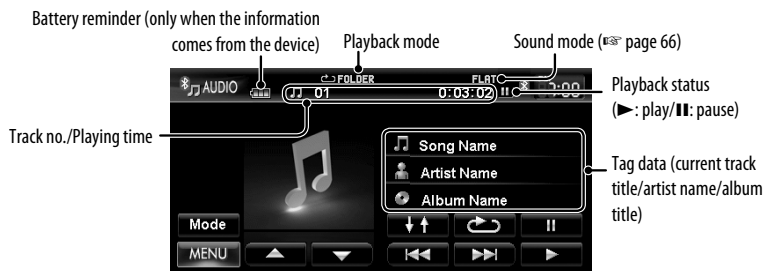 Battery reminder (only when the information
comes from the device)
Playback mode
Sound mode (☞ page 66)
AUDIO
FOLDER
FLAT
01
0:03:02
Playback status
(►: play/II: pause)
Track no./Playing time
Song Name
Artist Name
Album Name
Tag data (current track
title/artist name/album
title)
Mode
MENU